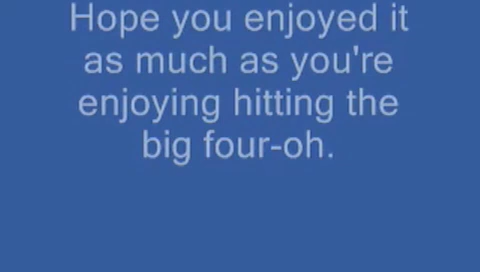 Hope you enjoyed it
as much as you're
enjoying hitting the
big four-oh.